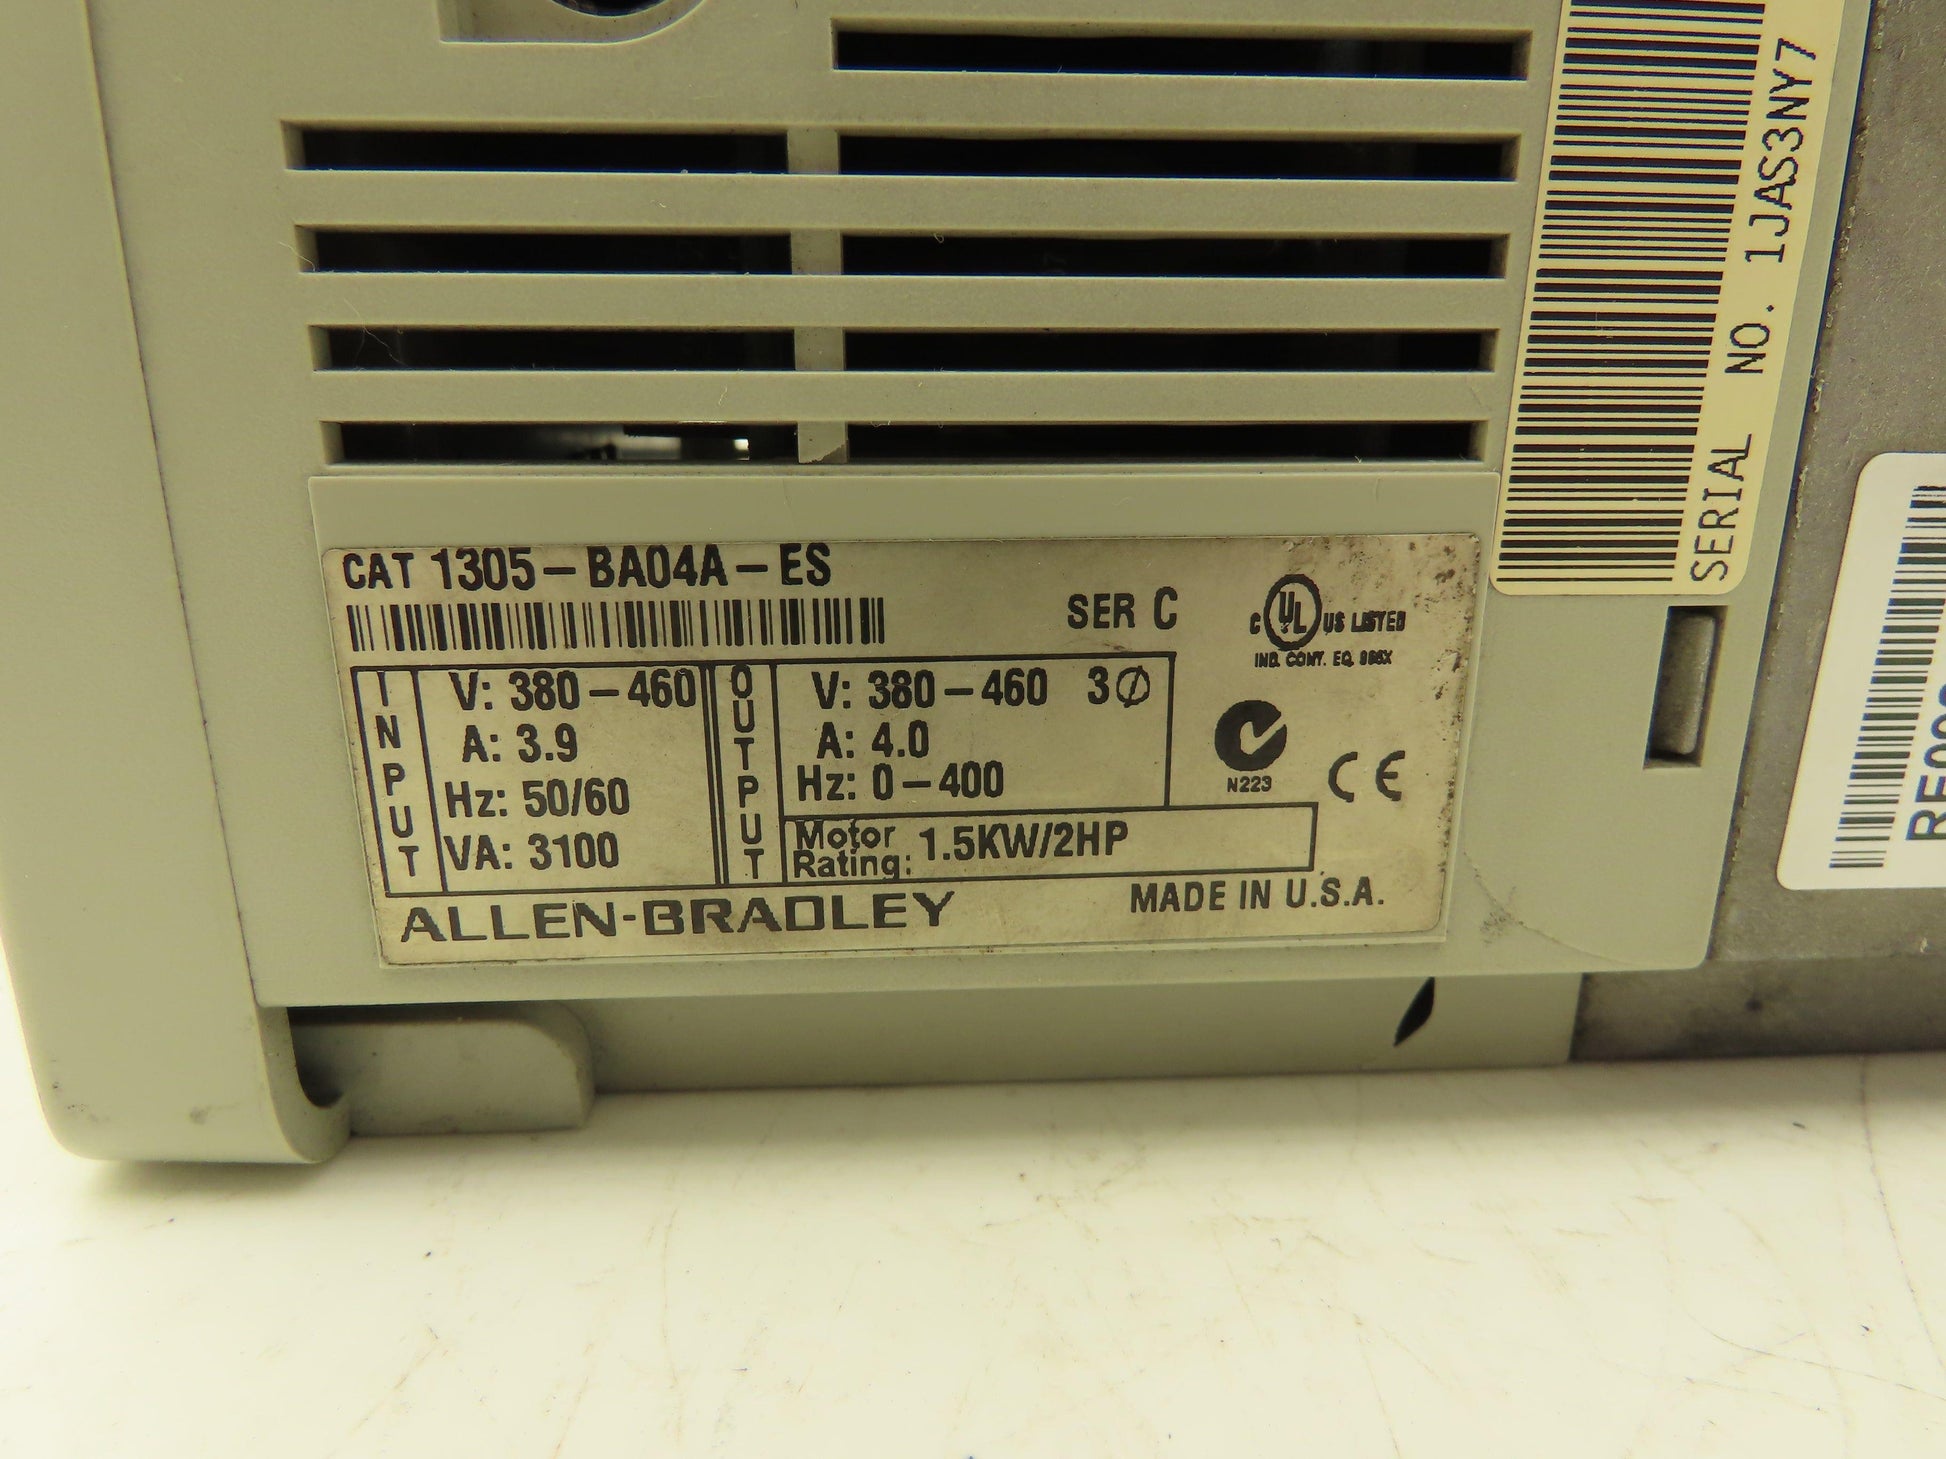 SERIAL NO. 1JAS3NY7
CAT 1305-BA04A-ES
SER C
C UL US LISTED
IND. CONT. EQ. 966X
INPUT
V: 380-460
A: 3.9
Hz: 50/60
VA: 3100
OUTPUT
V: 380-460 3Ø
A: 4.0
Hz: 0-400
Motor Rating: 1.5KW/2HP
N223
CE
ALLEN-BRADLEY
MADE IN U.S.A.